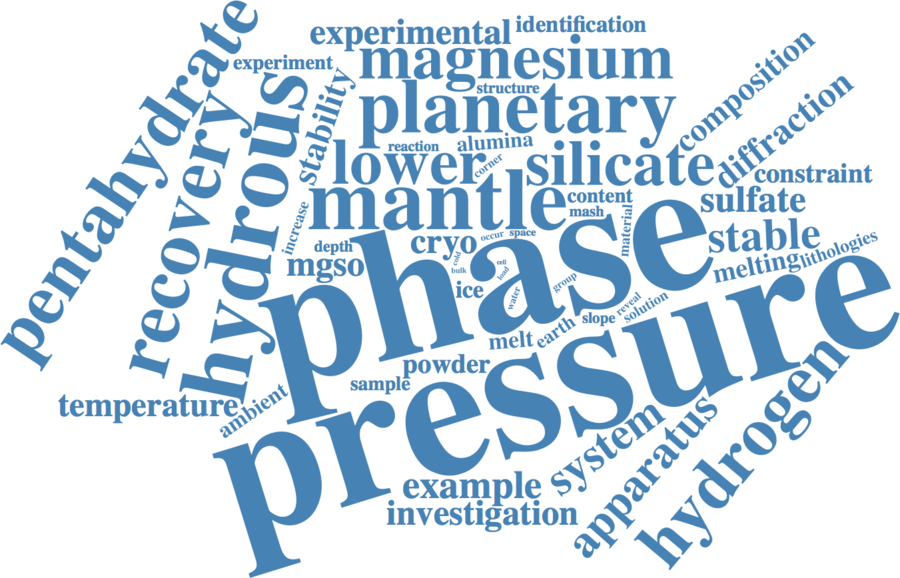 pentahydrate
recovery
hydrous
experiment
stability
experimental
identification
magnesium
structure
planetary
reaction
alumina
lower
corner
silicate
composition
diffraction
constraint
mantle
content
mash
sulfate
increase
depth
mgso
cryo
occur
space
material
stable
melting
lithologies
cold
bulk
cell
load
ice
water
group
reveal
solution
phase
melt
earth
slope
powder
sample
temperature
ambient
pressure
example
investigation
system
apparatus
hydrogen